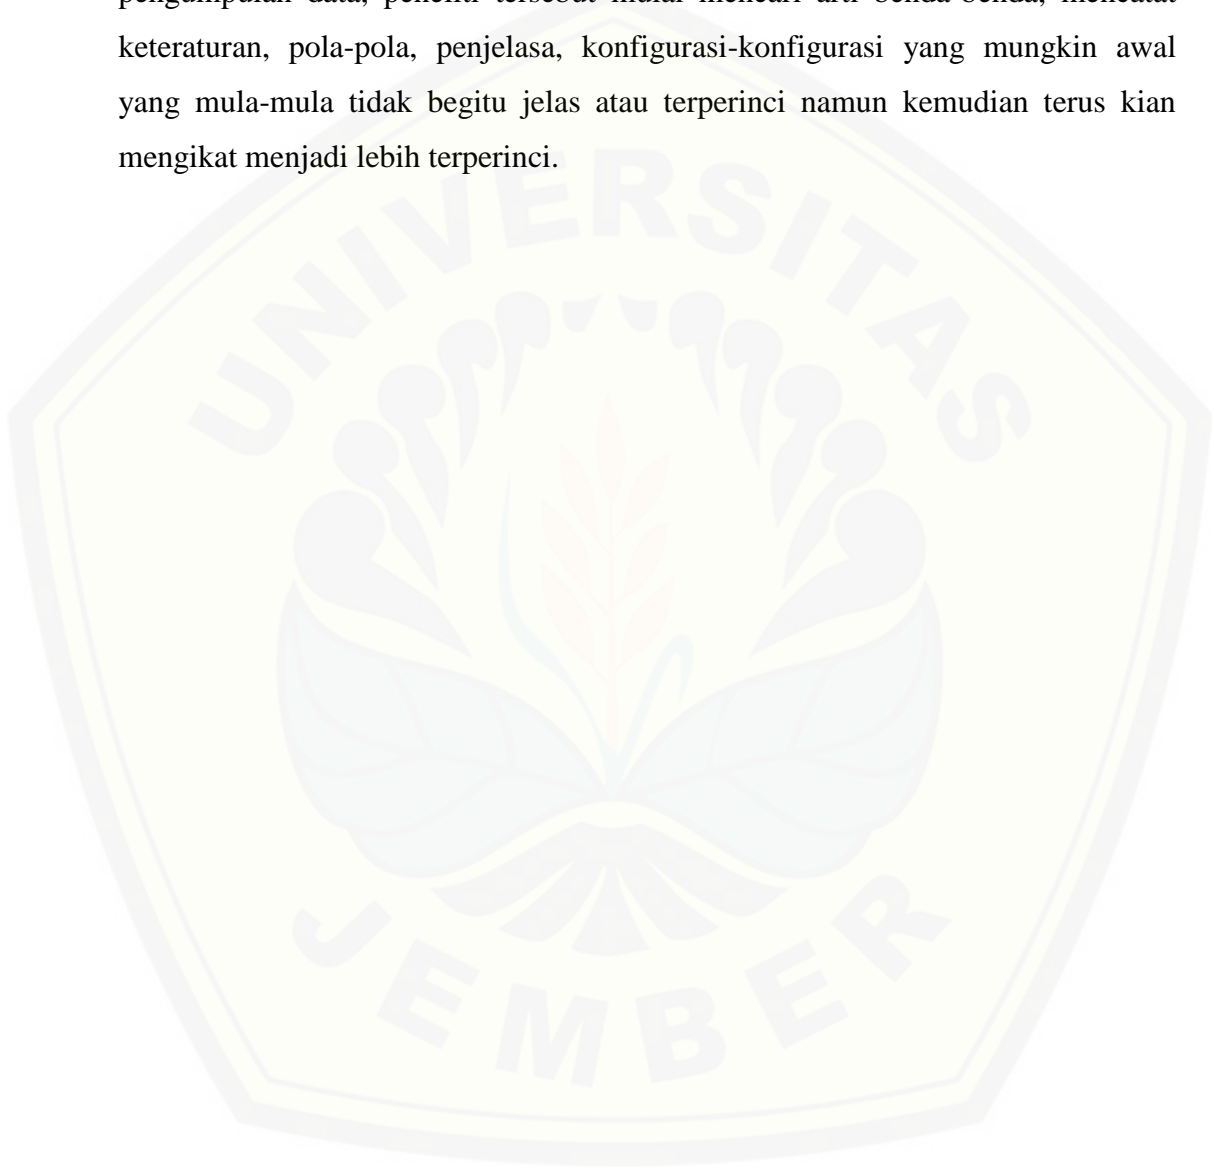 pengumpulan data, peneliti tersebut mulai mencari arti benda-benda, mencatat
keteraturan, pola-pola, penjelasa, konfigurasi-konfigurasi yang mungkin awal
yang mula-mula tidak begitu jelas atau terperinci namun kemudian terus kian
mengikat menjadi lebih terperinci.
UNIVERSITAS
JEMBER